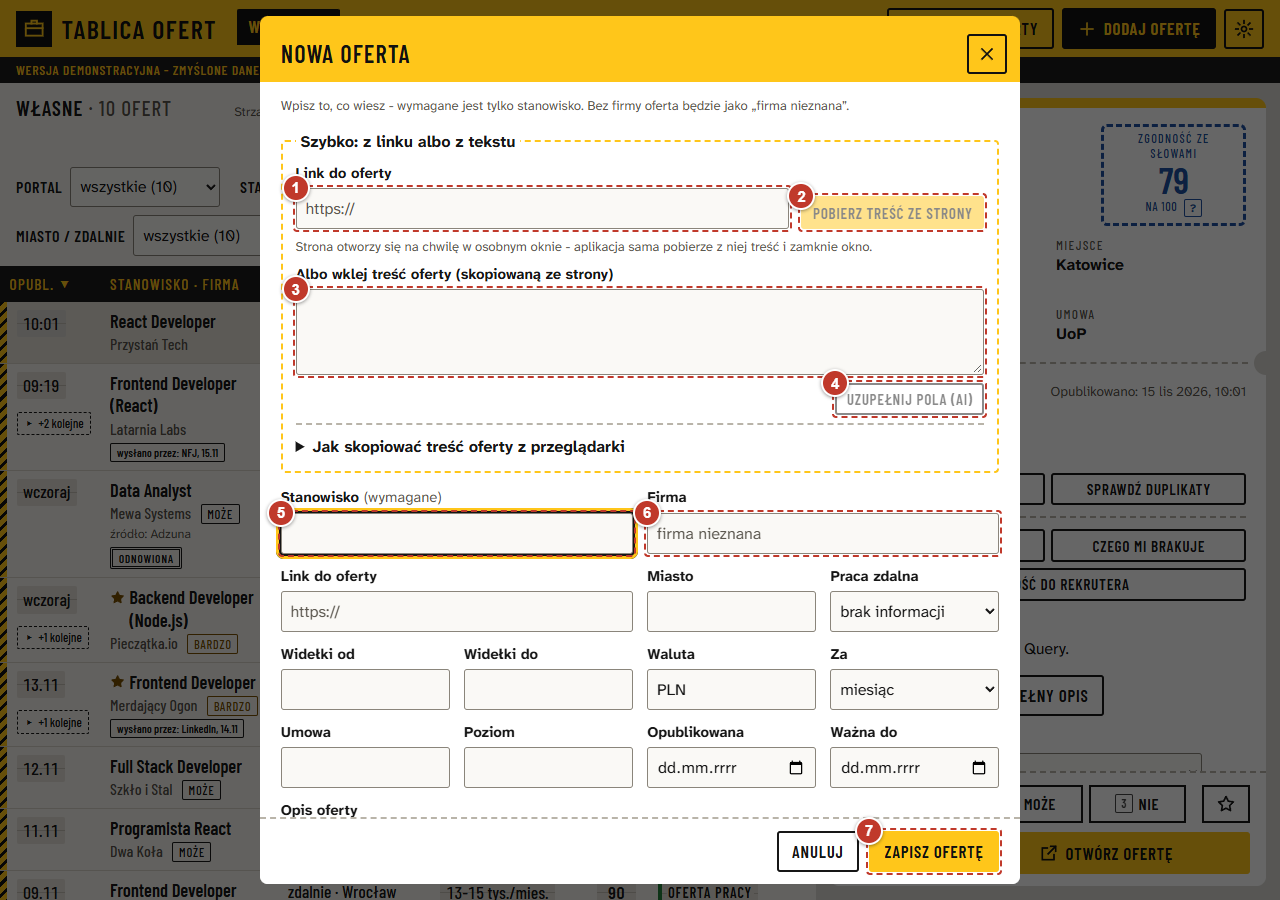 TABLICA OFERT
TY
DODAJ OFERTĘ
WERSJA DEMONSTRACYJNA - ZMYŚLONE DANE
WŁASNE · 10 OFERT
PORTAL
wszystkie (10)
MIASTO / ZDALNIE
wszystkie (10)
OPUBL. ▼
STANOWISKO · FIRMA
10:01
React Developer
Przystań Tech
09:19
Frontend Developer
(React)
+2 kolejne
Latarnia Labs
wysłano przez: NFJ, 15.11
wczoraj
Data Analyst
Mewa Systems
MOŻE
źródło: Adzuna
ODNOWIONA
wczoraj
★ Backend Developer
(Node.js)
+1 kolejne
Pieczątka.io
BARDZO
13.11
★ Frontend Developer
Merdający Ogon
BARDZO
+1 kolejne
wysłano przez: LinkedIn, 14.11
12.11
Full Stack Developer
Szkło i Stal
MOŻE
11.11
Programista React
Dwa Koła
MOŻE
09.11
Frontend Developer
zdalnie · Wrocław
13-15 tys./mies.
90
OFERTA PRACY
NOWA OFERTA
Wpisz to, co wiesz - wymagane jest tylko stanowisko. Bez firmy oferta będzie jako „firma nieznana”.
Szybko: z linku albo z tekstu
Link do oferty
1
https://
2
POBIERZ TREŚĆ ZE STRONY
Strona otworzy się na chwilę w osobnym oknie - aplikacja sama pobierze z niej treść i zamknie okno.
Albo wklej treść oferty (skopiowaną ze strony)
3
4
UZUPEŁNIJ POLA (AI)
Jak skopiować treść oferty z przeglądarki
Stanowisko (wymagane)
Firma
5
6
firma nieznana
Link do oferty
Miasto
Praca zdalna
https://
brak informacji
Widełki od
Widełki do
Waluta
Za
PLN
miesiąc
Umowa
Poziom
Opublikowana
Ważna do
dd.mm.rrrr
dd.mm.rrrr
Opis oferty
7
ANULUJ
ZAPISZ OFERTĘ
ZGODNOŚĆ ZE
SŁOWAMI
79
NA 100
?
MIEJSCE
Katowice
UMOWA
UoP
Opublikowano: 15 lis 2026, 10:01
SPRAWDŹ DUPLIKATY
CZEGO MI BRAKUJE
DO REKRUTERA
Query.
OPIS
MOŻE
3 NIE
OTWÓRZ OFERTĘ